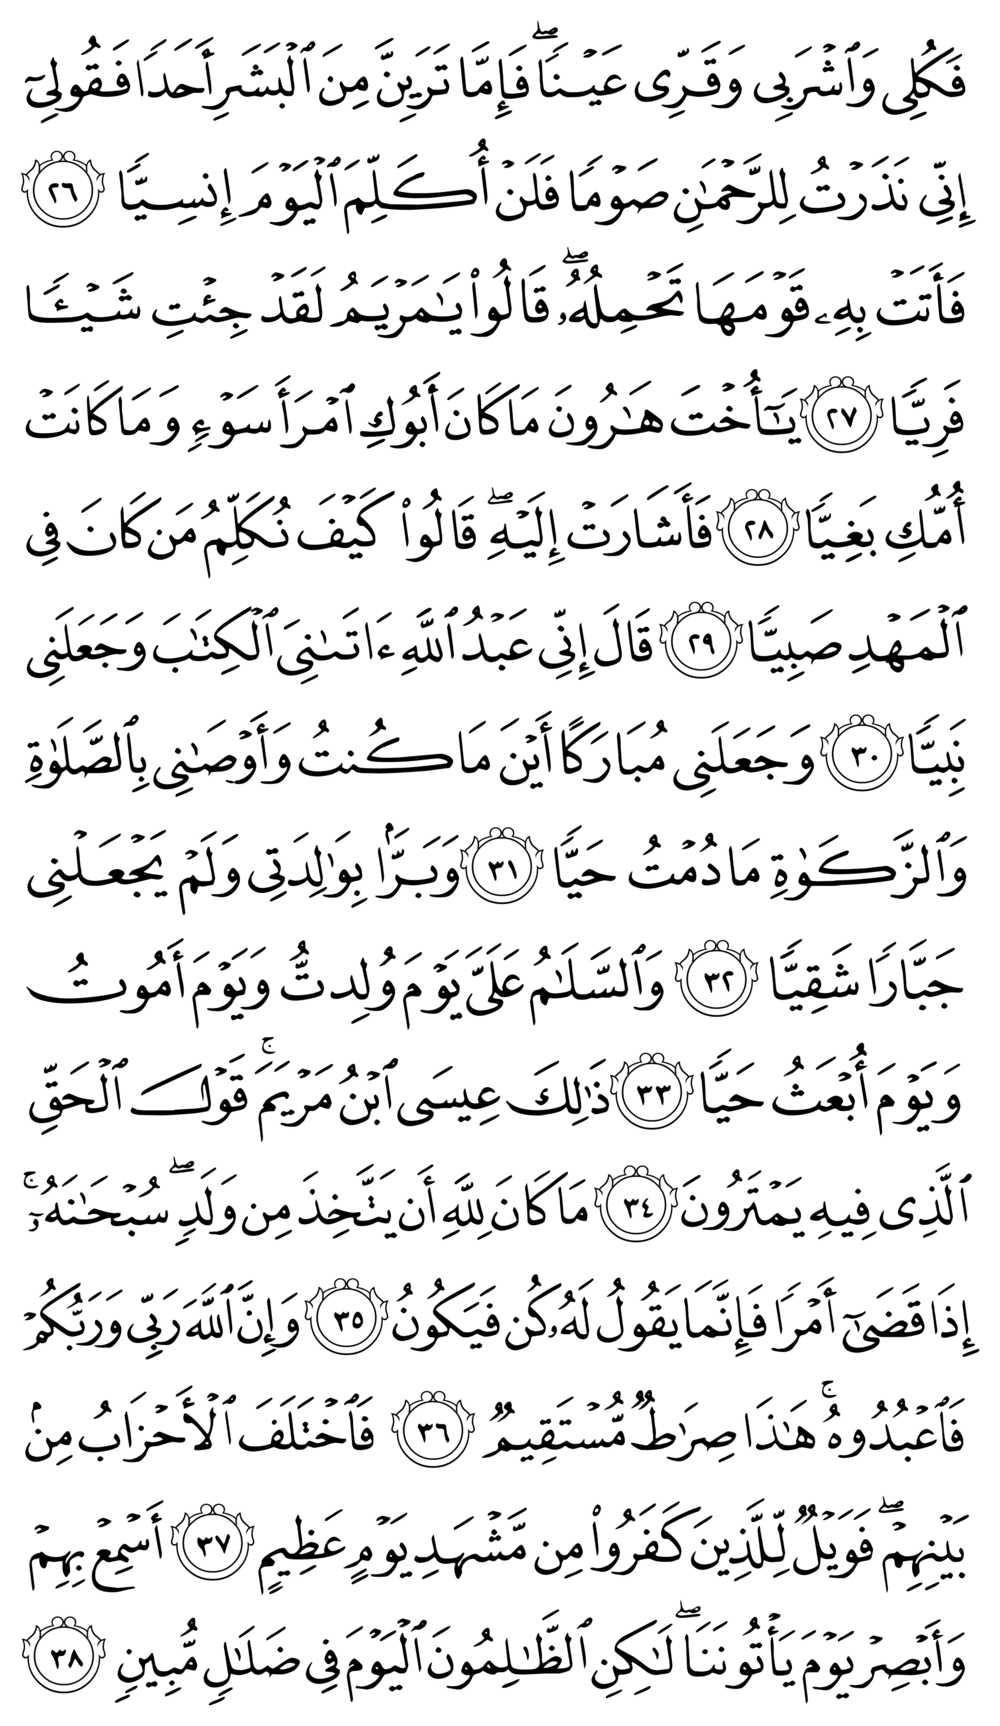 فَكُلِى وَٱشْرَبِى وَقَرِّى عَيْنًۭا ۖ فَإِمَّا تَرَيِنَّ مِنَ ٱلْبَشَرِ أَحَدًۭا فَقُولِىٓ
إِنِّى نَذَرْتُ لِلرَّحْمَـٰنِ صَوْمًۭا فَلَنْ أُكَلِّمَ ٱلْيَوْمَ إِنسِيًّۭا ٢٦
فَأَتَتْ بِهِۦ قَوْمَهَا تَحْمِلُهُۥ ۖ قَالُوا۟ يَـٰمَرْيَمُ لَقَدْ جِئْتِ شَيْـًۭٔا
فَرِيًّۭا ٢٧ يَـٰٓأُخْتَ هَـٰرُونَ مَا كَانَ أَبُوكِ ٱمْرَأَ سَوْءٍۢ وَمَا كَانَتْ
أُمُّكِ بَغِيًّۭا ٢٨ فَأَشَارَتْ إِلَيْهِ ۖ قَالُوا۟ كَيْفَ نُكَلِّمُ مَن كَانَ فِى
ٱلْمَهْدِ صَبِيًّۭا ٢٩ قَالَ إِنِّى عَبْدُ ٱللَّهِ ءَاتَىٰنِىَ ٱلْكِتَـٰبَ وَجَعَلَنِى
نَبِيًّۭا ٣٠ وَجَعَلَنِى مُبَارَكًا أَيْنَ مَا كُنتُ وَأَوْصَـٰنِى بِٱلصَّلَوٰةِ
وَٱلزَّكَوٰةِ مَا دُمْتُ حَيًّۭا ٣١ وَبَرًّۢا بِوَٰلِدَتِى وَلَمْ يَجْعَلْنِى
جَبَّارًۭا شَقِيًّۭا ٣٢ وَٱلسَّلَـٰمُ عَلَىَّ يَوْمَ وُلِدتُّ وَيَوْمَ أَمُوتُ
وَيَوْمَ أُبْعَثُ حَيًّۭا ٣٣ ذَٰلِكَ عِيسَى ٱبْنُ مَرْيَمَ ۚ قَوْلَ ٱلْحَقِّ
ٱلَّذِى فِيهِ يَمْتَرُونَ ٣٤ مَا كَانَ لِلَّهِ أَن يَتَّخِذَ مِن وَلَدٍۢ ۖ سُبْحَـٰنَهُۥٓ ۚ
إِذَا قَضَىٰٓ أَمْرًۭا فَإِنَّمَا يَقُولُ لَهُۥ كُن فَيَكُونُ ٣٥ وَإِنَّ ٱللَّهَ رَبِّى وَرَبُّكُمْ
فَٱعْبُدُوهُ ۚ هَـٰذَا صِرَٰطٌۭ مُّسْتَقِيمٌۭ ٣٦ فَٱخْتَلَفَ ٱلْأَحْزَابُ مِنۢ
بَيْنِهِمْ ۖ فَوَيْلٌۭ لِّلَّذِينَ كَفَرُوا۟ مِن مَّشْهَدِ يَوْمٍ عَظِيمٍ ٣٧ أَسْمِعْ بِهِمْ
وَأَبْصِرْ يَوْمَ يَأْتُونَنَا ۖ لَـٰكِنِ ٱلظَّـٰلِمُونَ ٱلْيَوْمَ فِى ضَلَـٰلٍۢ مُّبِينٍۢ ٣٨